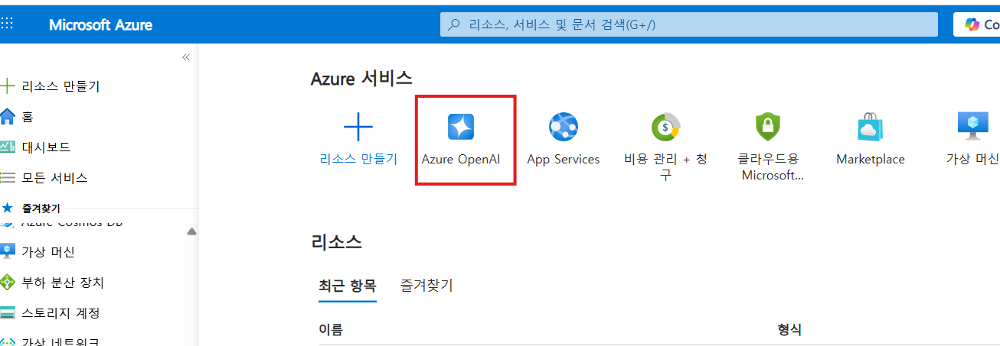 Microsoft Azure
리소스, 서비스 및 문서 검색(G+/)
Co
«
리소스 만들기
홈
대시보드
모든 서비스
즐겨찾기
Azure Cosmos DB
가상 머신
부하 분산 장치
스토리지 계정
가상 네트워크
Azure 서비스
리소스 만들기
Azure OpenAI
App Services
비용 관리 + 청
구
클라우드용
Microsoft...
Marketplace
가상 머신
리소스
최근 항목
즐겨찾기
이름
형식